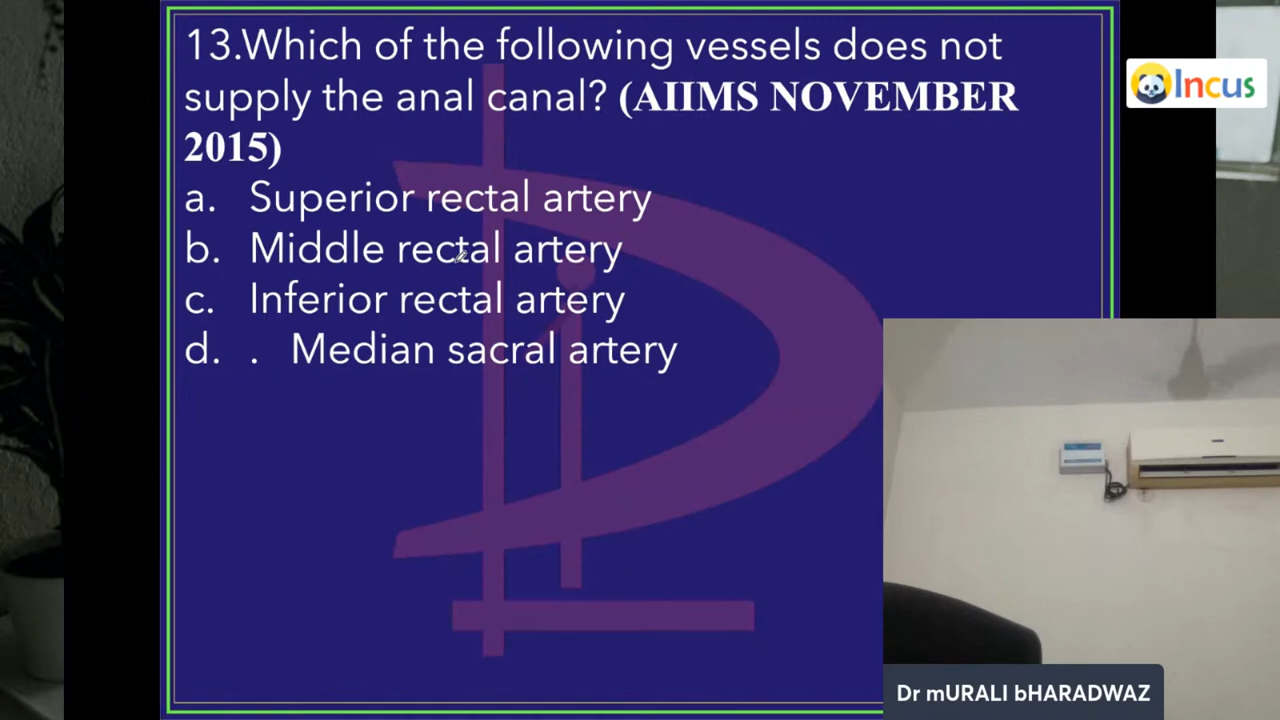 13.Which of the following vessels does not
supply the anal canal? (AIIMS NOVEMBER
2015)
a. Superior rectal artery
b. Middle rectal artery
c. Inferior rectal artery
d. . Median sacral artery
Incus
Dr mURALI bHARADWAZ